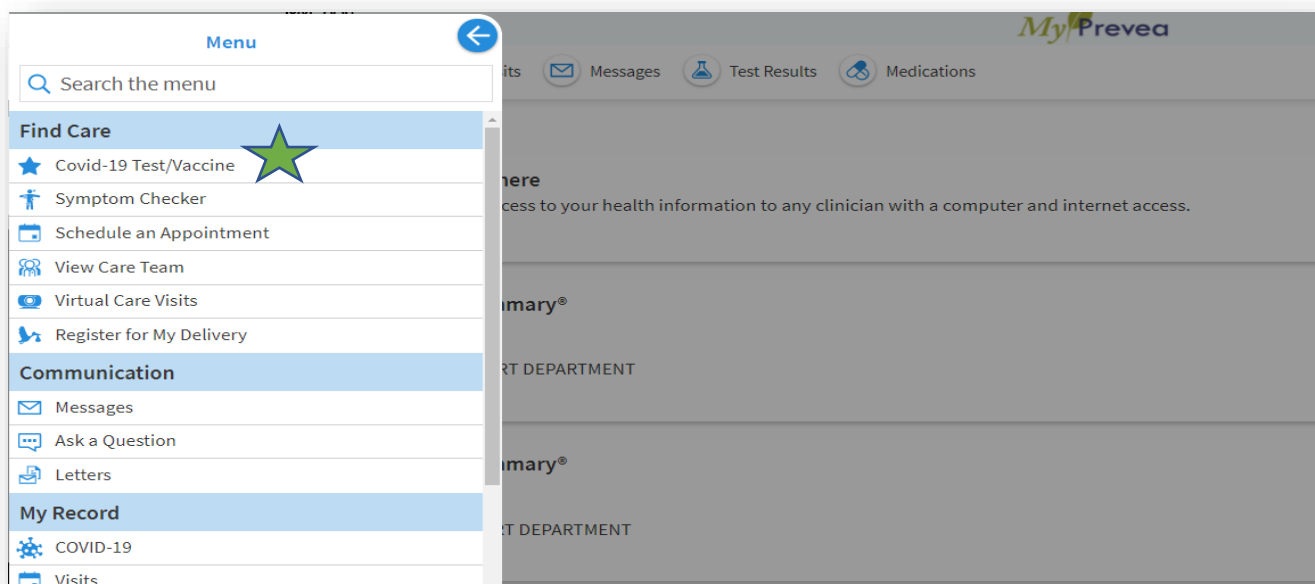 Menu
Search the menu
Find Care
Covid-19 Test/Vaccine
Symptom Checker
Schedule an Appointment
View Care Team
Virtual Care Visits
Register for My Delivery
Communication
Messages
Ask a Question
Letters
My Record
COVID-19
Visits
MyPrevea
its Messages Test Results Medications
here
cess to your health information to any clinician with a computer and internet access.
mmary®
RT DEPARTMENT
mmary®
T DEPARTMENT